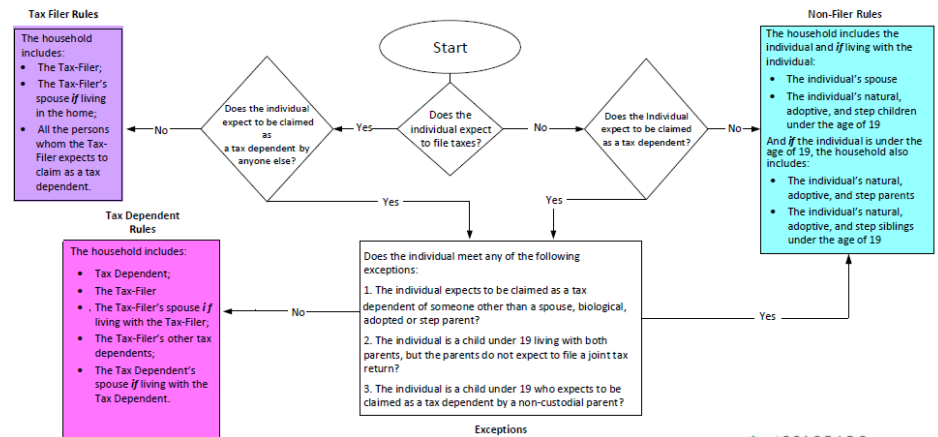 Tax Filer Rules
The household
includes:
• The Tax-Filer;
• The Tax-Filer's
spouse if living
in the home;
• All the persons
whom the Tax-
Filer expects to
claim as a tax
dependent.
Start
Does the individual
expect to be claimed
as
a tax dependent by
anyone else?
Does the
individual expect
to file taxes?
Does the Individual
expect to be claimed
as a tax dependent?
No
Yes
No
No
Yes
Yes
Non-Filer Rules
The household includes the
individual and if living with the
individual:
• The individual's spouse
• The individual's natural,
adoptive, and step children
under the age of 19
And if the individual is under the
age of 19, the household also
includes:
• The individual's natural,
adoptive, and step parents
• The individual's natural,
adoptive, and step siblings
under the age of 19
Tax Dependent
Rules
The household includes:
• Tax Dependent;
• The Tax-Filer
• . The Tax-Filer's spouse if
living with the Tax-Filer;
• The Tax-Filer's other tax
dependents;
• The Tax Dependent's
spouse if living with the
Tax Dependent.
No
Does the individual meet any of the following
exceptions:
1. The individual expects to be claimed as a tax
dependent of someone other than a spouse, biological,
adopted or step parent?
2. The individual is a child under 19 living with both
parents, but the parents do not expect to file a joint tax
return?
3. The individual is a child under 19 who expects to be
claimed as a tax dependent by a non-custodial parent?
Yes
Exceptions